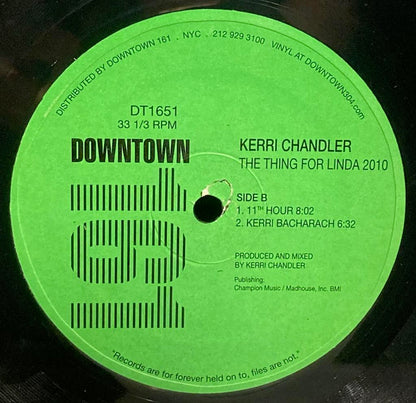 DISTRIBUTED BY DOWNTOWN 161 . NYC . 212 929 3100 . VINYL AT DOWNTOWN304.com
DT1651
33 1/3 RPM
DOWNTOWN
161
KERRI CHANDLER
THE THING FOR LINDA 2010
SIDE B
1. 11TH HOUR 8:02
2. KERRI BACHARACH 6:32
PRODUCED AND MIXED
BY KERRI CHANDLER
Publishing:
Champion Music / Madhouse, Inc. BMI
"Records are for forever held on to, files are not."